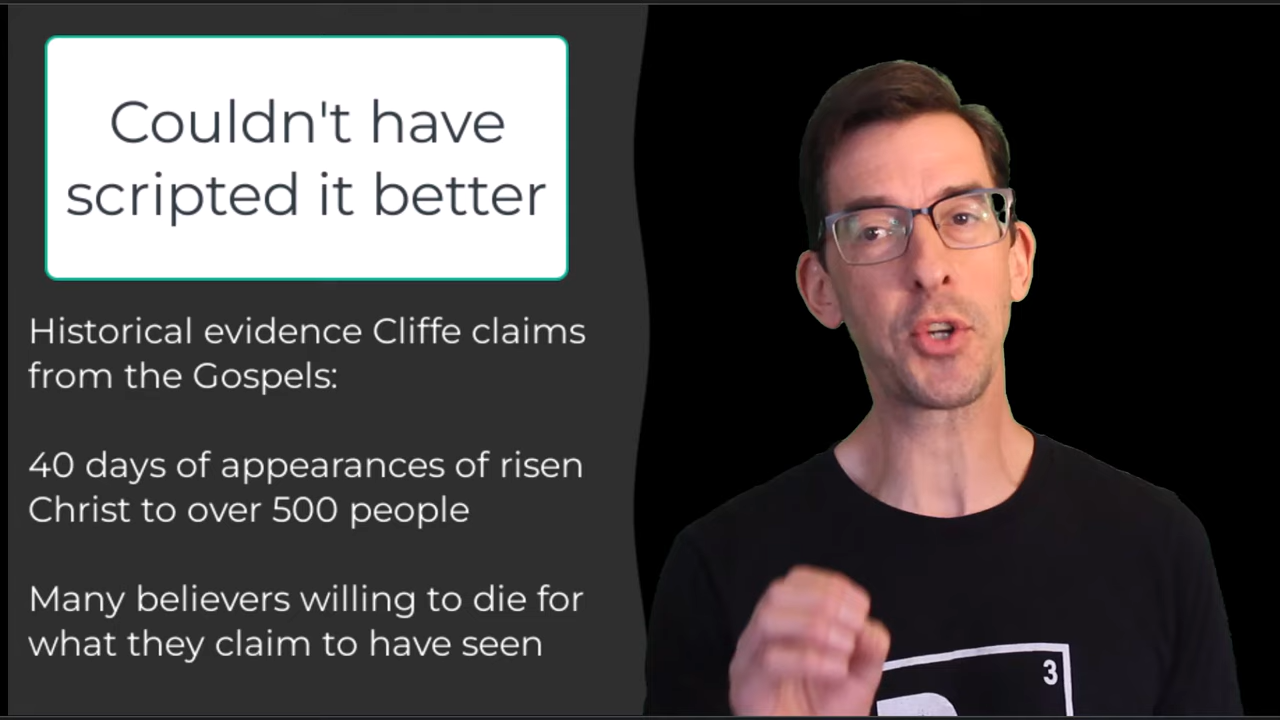 Couldn't have
scripted it better
Historical evidence Cliffe claims
from the Gospels:
40 days of appearances of risen
Christ to over 500 people
Many believers willing to die for
what they claim to have seen
3